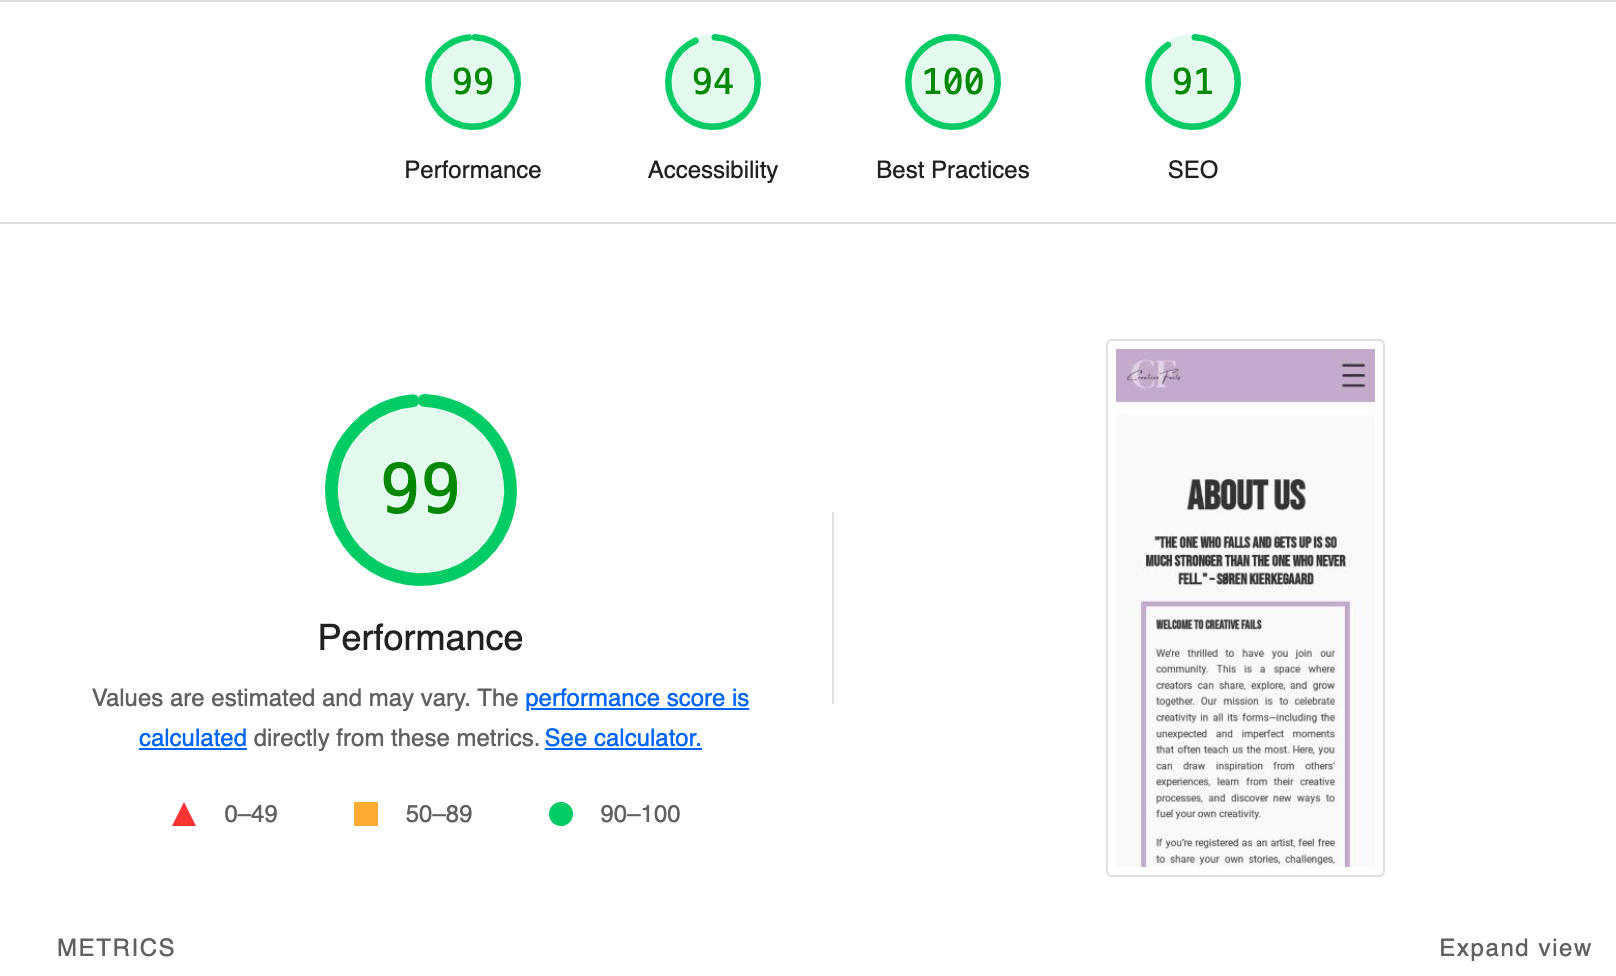 99
94
100
91
Performance
Accessibility
Best Practices
SEO
99
Performance
Values are estimated and may vary. The performance score is
calculated directly from these metrics. See calculator.
0–49
50–89
90–100
CF
Creative Fails
ABOUT US
"THE ONE WHO FALLS AND GETS UP IS SO
MUCH STRONGER THAN THE ONE WHO NEVER
FELL." – SØREN KIERKEGAARD
WELCOME TO CREATIVE FAILS
We're thrilled to have you join our
community. This is a space where
creators can share, explore, and grow
together. Our mission is to celebrate
creativity in all its forms—including the
unexpected and imperfect moments
that often teach us the most. Here, you
can draw inspiration from others'
experiences, learn from their creative
processes, and discover new ways to
fuel your own creativity.
If you're registered as an artist, feel free
to share your own stories, challenges,
METRICS
Expand view